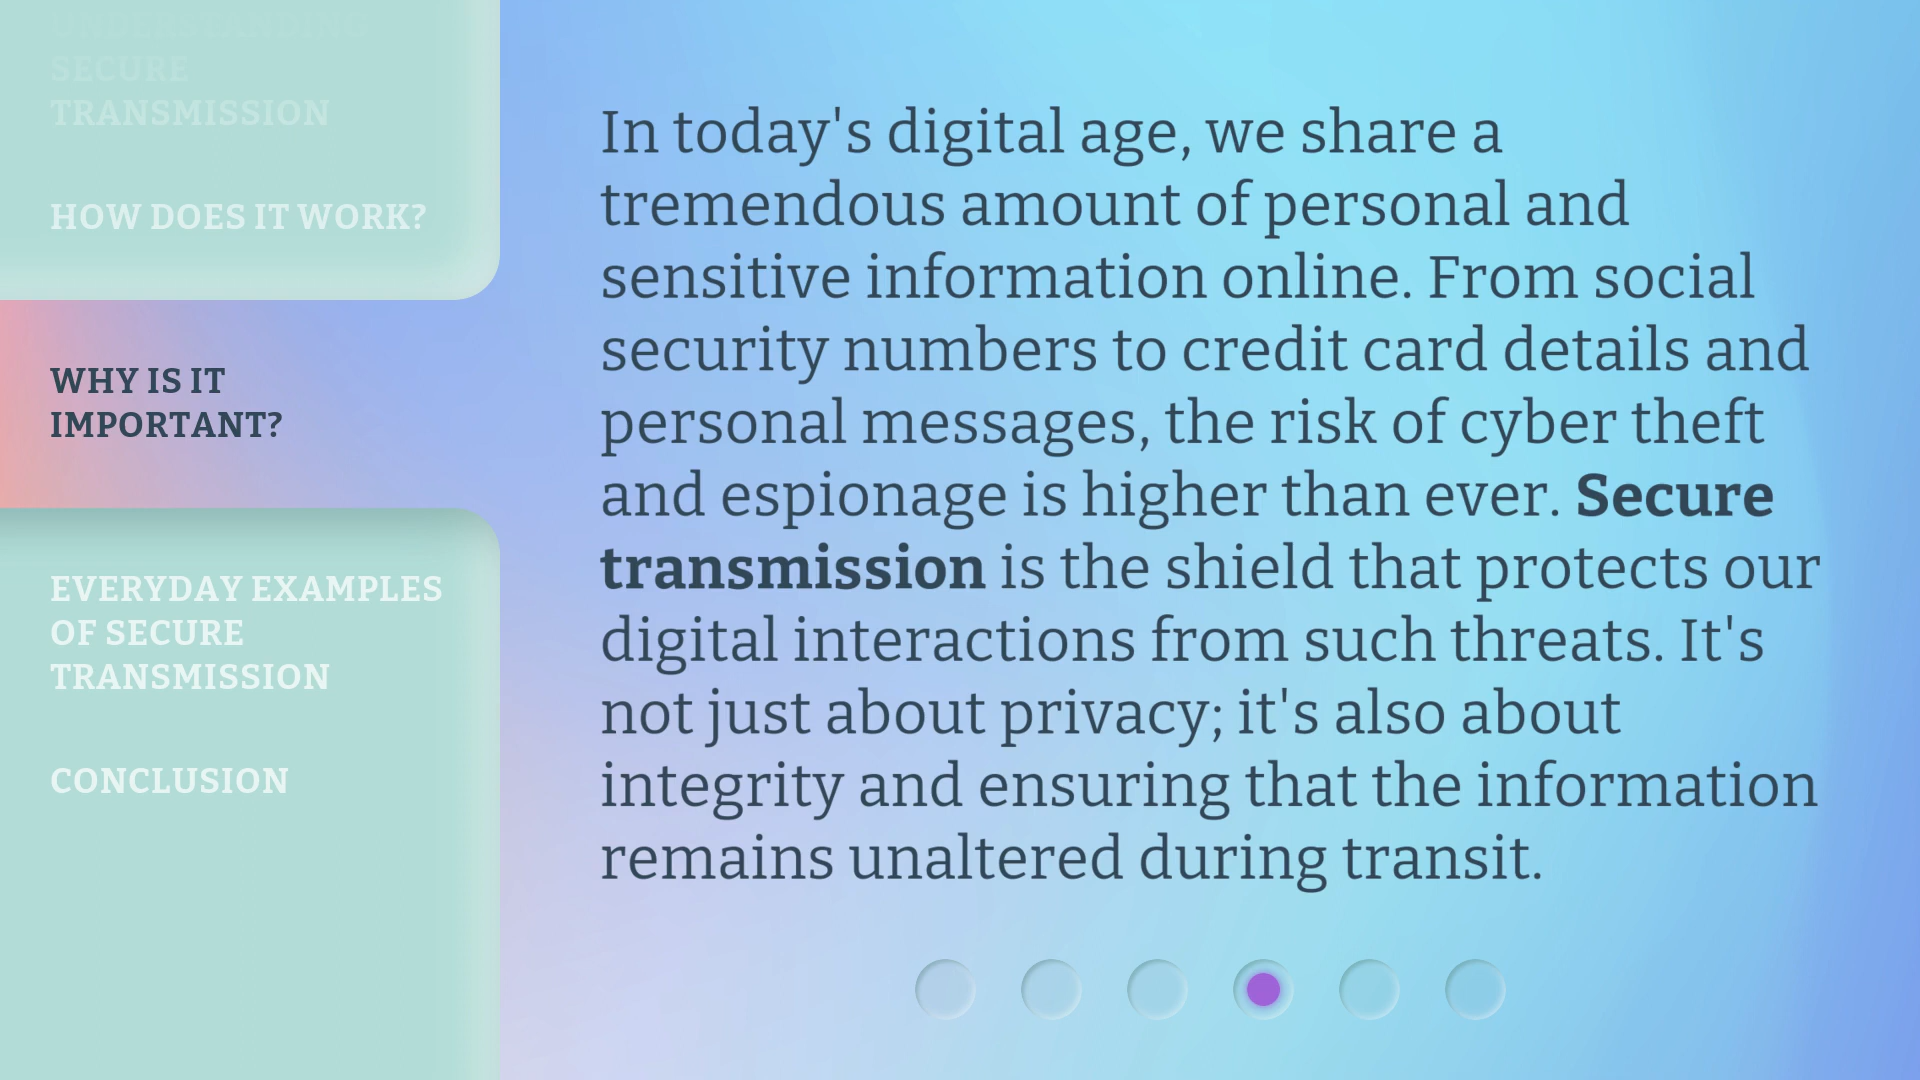 UNDERSTANDING
SECURE
TRANSMISSION
HOW DOES IT WORK?
WHY IS IT
IMPORTANT?
EVERYDAY EXAMPLES
OF SECURE
TRANSMISSION
CONCLUSION
In today's digital age, we share a
tremendous amount of personal and
sensitive information online. From social
security numbers to credit card details and
personal messages, the risk of cyber theft
and espionage is higher than ever. Secure
transmission is the shield that protects our
digital interactions from such threats. It's
not just about privacy; it's also about
integrity and ensuring that the information
remains unaltered during transit.